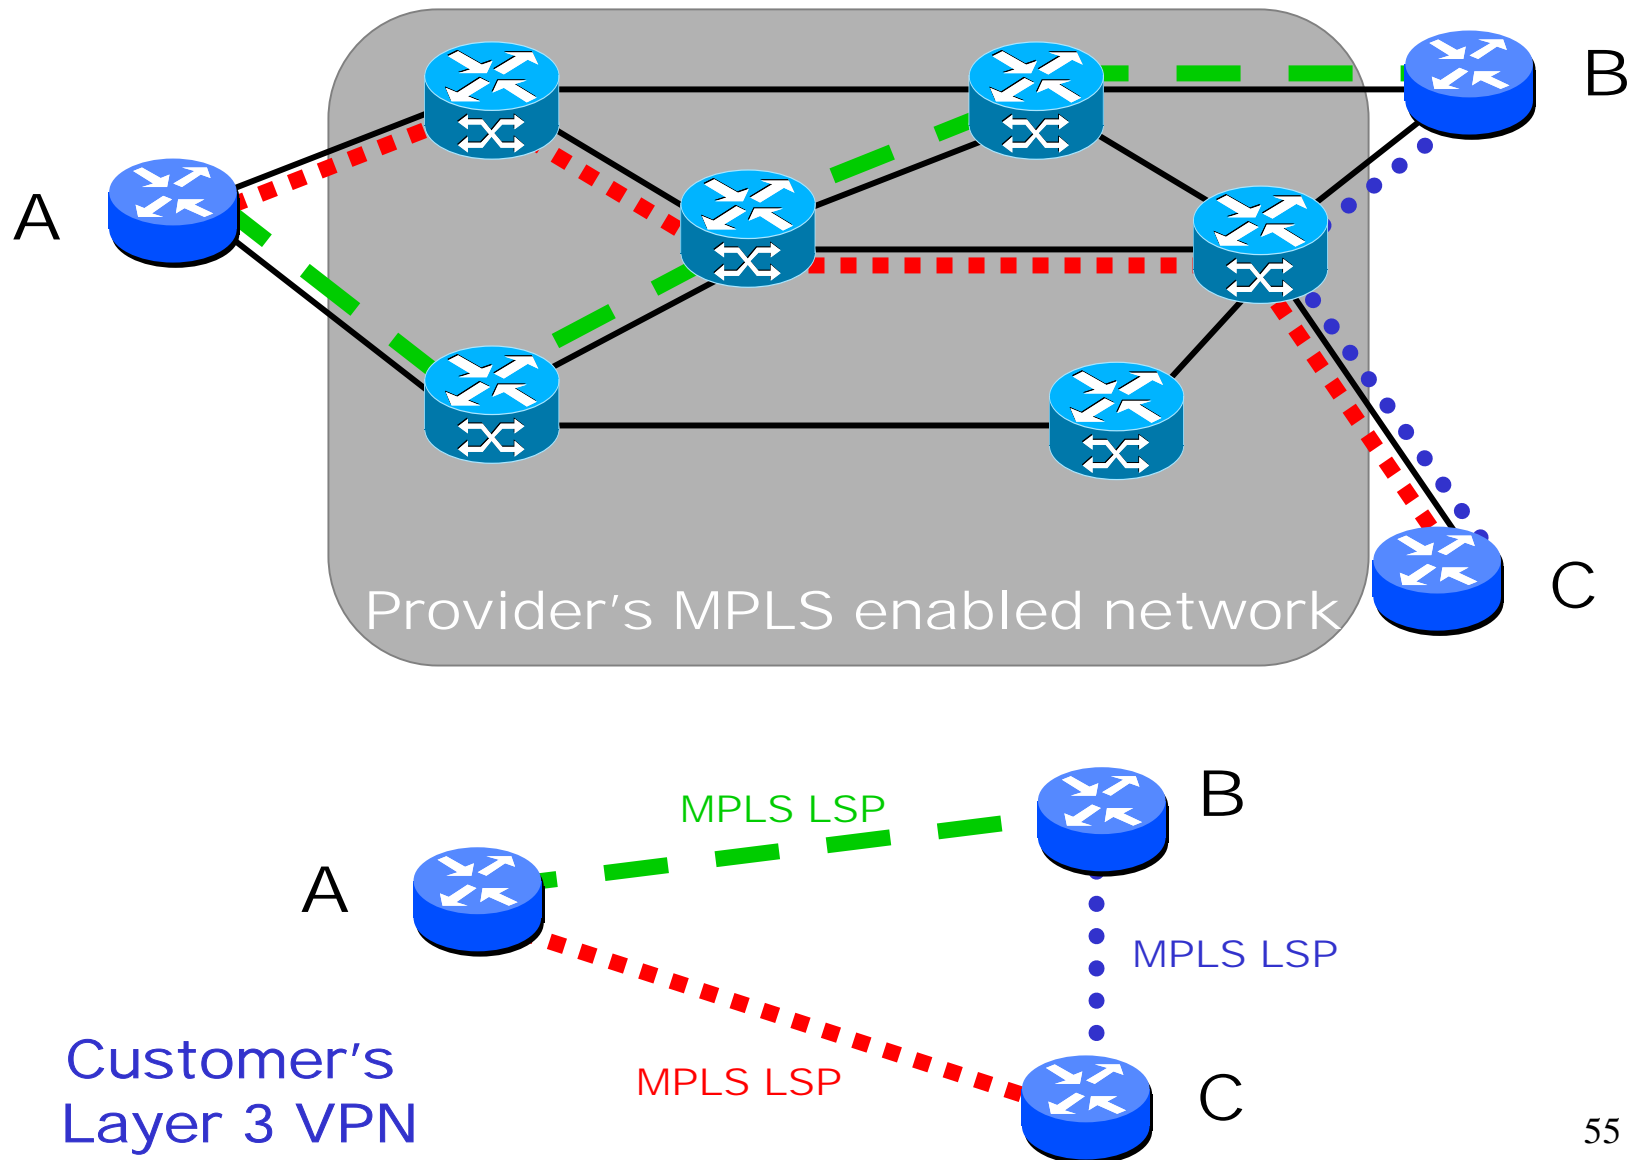 B
A
C
Provider's MPLS enabled network
B
MPLS LSP
A
MPLS LSP
Customer's
Layer 3 VPN
MPLS LSP
C
55